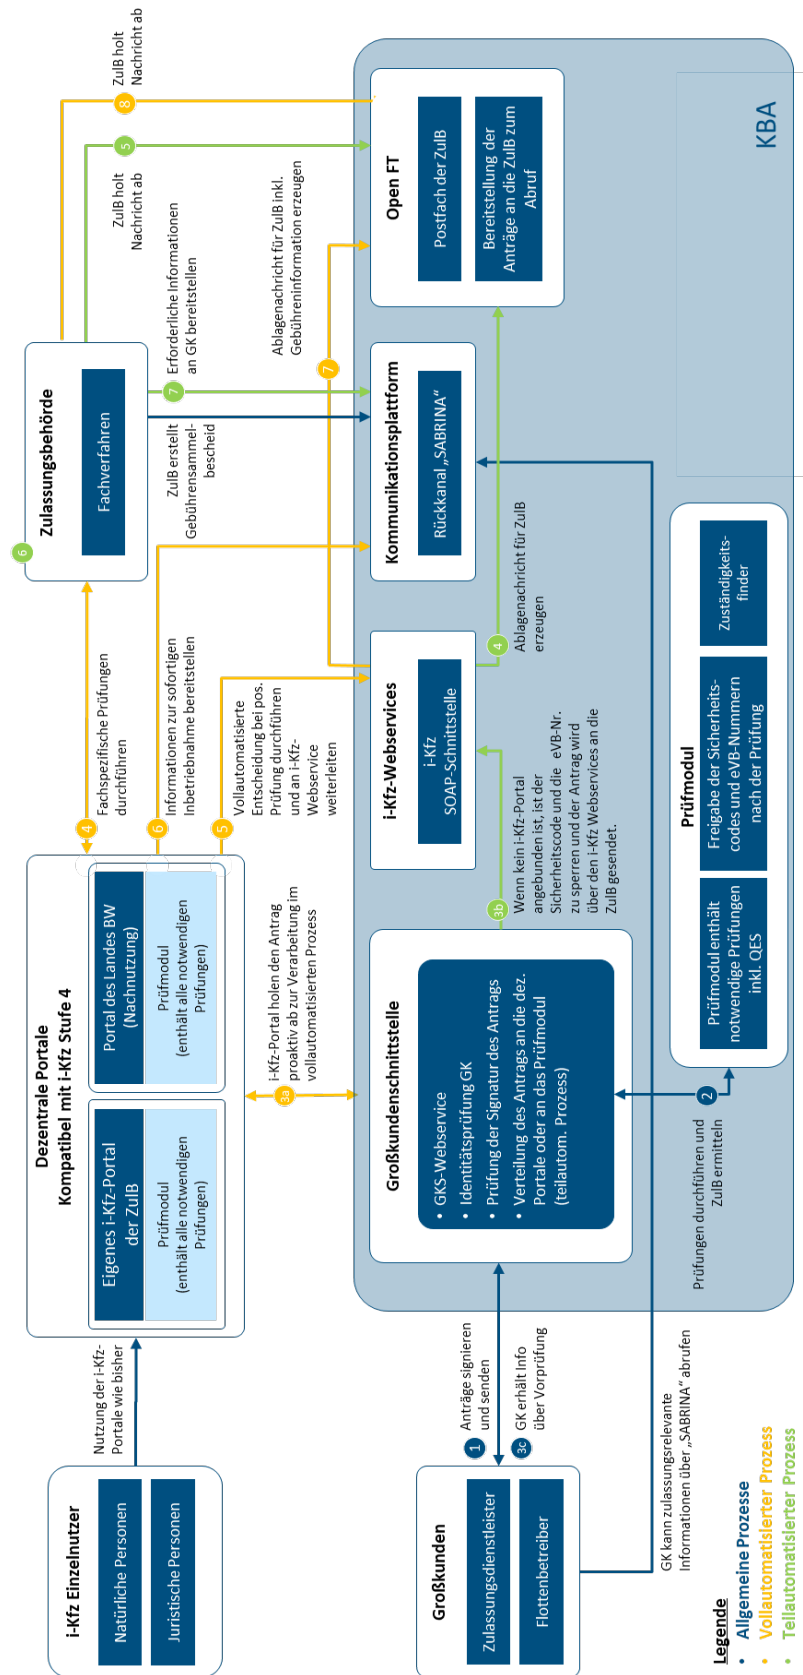 i-Kfz Einzelnutzer
Natürliche Personen
Juristische Personen
Nutzung der i-Kfz-
Portale wie bisher
Dezentrale Portale
Kompatibel mit i-Kfz Stufe 4
Eigenes i-Kfz-Portal
der ZulB
Prüfmodul
(enthält alle notwendigen
Prüfungen)
Portal des Landes BW
(Nachnutzung)
Prüfmodul
(enthält alle notwendigen
Prüfungen)
4
Fachspezifische Prüfungen
durchführen
6
Informationen zur sofortigen
Inbetriebnahme bereitstellen
5
Vollautomatisierte
Entscheidung bei pos.
Prüfung durchführen
und an i-Kfz-
Webservice
weiterleiten
6
Zulassungsbehörde
Fachverfahren
ZulB erstellt
Gebührensammel-
bescheid
7
Erforderliche Informationen
an GK bereitstellen
5
ZulB holt
Nachricht ab
8
ZulB holt
Nachricht ab
7
Ablagenachricht für ZulB inkl.
Gebühreninformation erzeugen
3a
i-Kfz-Portal holen den Antrag
proaktiv ab zur Verarbeitung im
vollautomatisierten Prozess
Großkunden
Zulassungsdienstleister
Flottenbetreiber
1
Anträge signieren
und senden
3c
GK erhält Info
über Vorprüfung
Großkundenschnittstelle
• GKS-Webservice
• Identitätsprüfung GK
• Prüfung der Signatur des Antrags
• Verteilung des Antrags an die dez.
Portale oder an das Prüfmodul
(teilautom. Prozess)
3b
Wenn kein i-Kfz-Portal
angebunden ist, ist der
Sicherheitscode und die eVB-Nr.
zu sperren und der Antrag wird
über den i-Kfz Webservices an die
ZulB gesendet.
i-Kfz-Webservices
i-Kfz
SOAP-Schnittstelle
4
Ablagenachricht für ZulB
erzeugen
Kommunikationsplattform
Rückkanal „SABRINA“
Open FT
Postfach der ZulB
Bereitstellung der
Anträge an die ZulB zum
Abruf
2
Prüfungen durchführen und
ZulB ermitteln
Prüfmodul
Prüfmodul enthält
notwendige Prüfungen
inkl. QES
Freigabe der Sicherheits-
codes und eVB-Nummern
nach der Prüfung
Zuständigkeits-
finder
KBA
GK kann zulassungsrelevante
Informationen über „SABRINA“ abrufen
Legende
• Allgemeine Prozesse
• Vollautomatisierter Prozess
• Teilautomatisierter Prozess